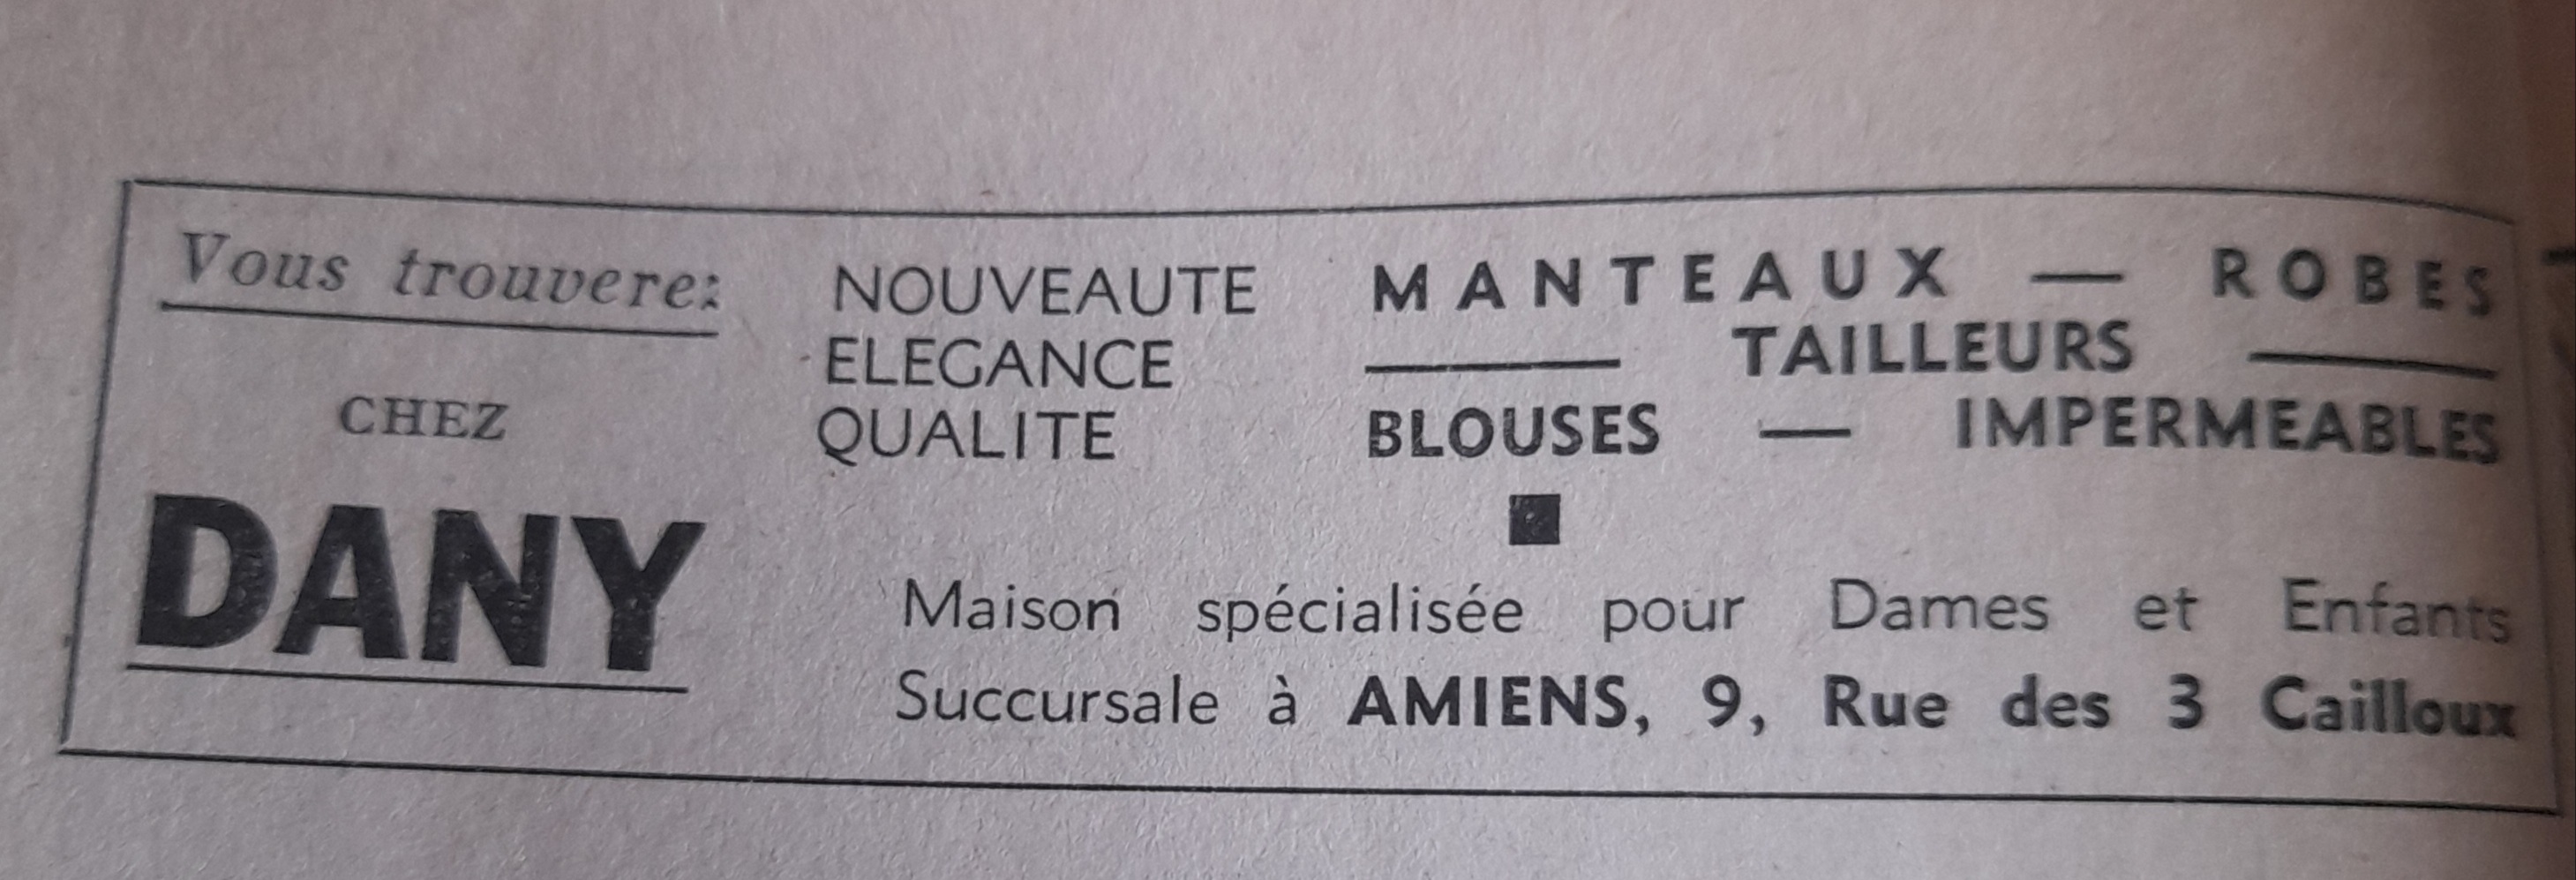 Vous trouvere:
CHEZ
DANY
NOUVEAUTE
ELEGANCE
QUALITE
MANTEAUX — ROBES
—— TAILLEURS ——
BLOUSES — IMPERMEABLES
■
Maison spécialisée pour Dames et Enfants
Succursale à AMIENS, 9, Rue des 3 Cailloux